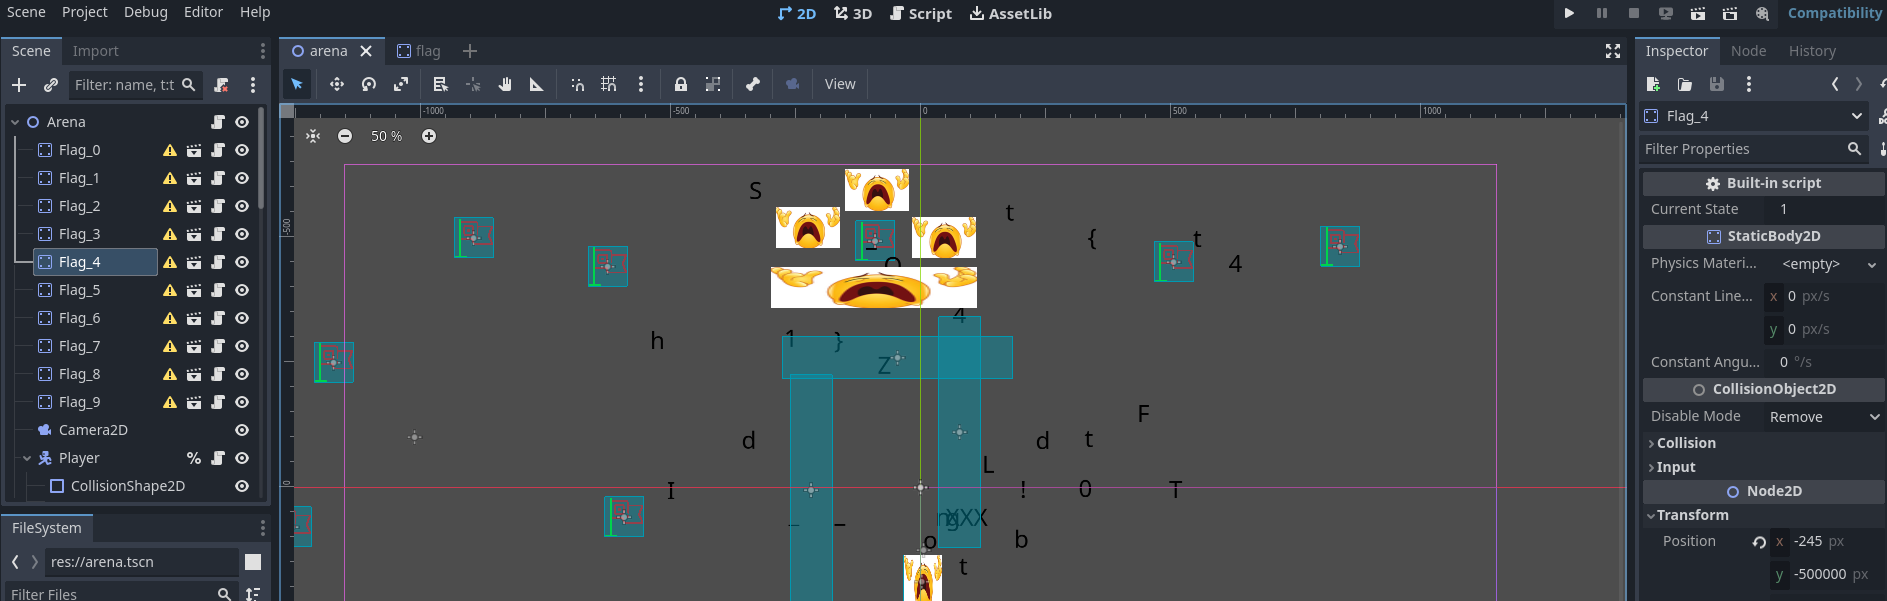 Scene Project Debug Editor Help 2D 3D Script AssetLib Compatibility
Scene Import arena flag Inspector Node History
Filter: name, t:t View
-1000 -500 0 500 1000
Arena 50 % Flag_4
Flag_0 Filter Properties
Flag_1 S Built-in script
Flag_2 t Current State 1
Flag_3 { t StaticBody2D
Flag_4 4 Physics Materi... <empty>
Flag_5 Constant Line... x 0 px/s
Flag_6 4 y 0 px/s
Flag_7 h 1 } Constant Angu... 0 °/s
Flag_8 Z CollisionObject2D
Flag_9 F Disable Mode Remove
Camera2D d d t Collision
Player % L Input
CollisionShape2D I ! 0 T Node2D
FileSystem _ _ XX Transform
res://arena.tscn o b Position x -245 px
Filter Files t y -500000 px